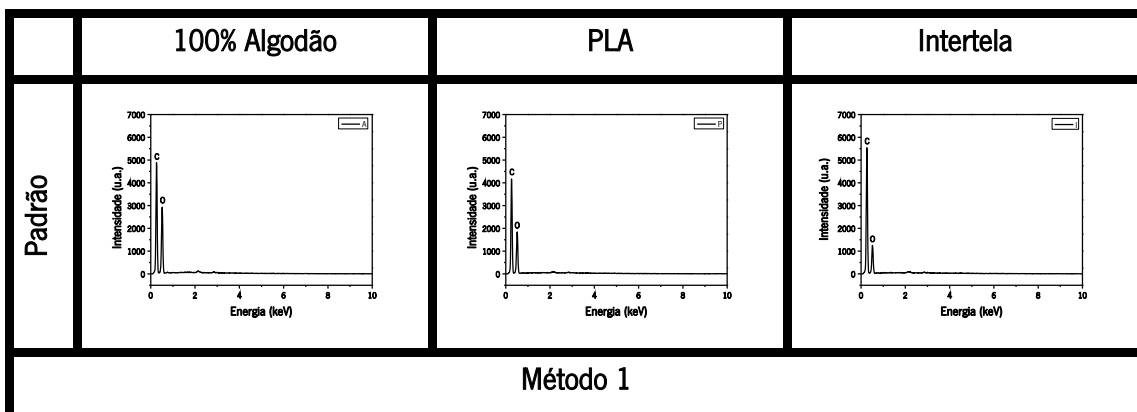 100% Algodão
PLA
Intertela
Padrão
7000
6000
5000
4000
3000
2000
1000
0
Intensidade (u.a.)
A
C
O
0 2 4 6 8 10
Energia (keV)
7000
6000
5000
4000
3000
2000
1000
0
Intensidade (u.a.)
P
C
O
0 2 4 6 8 10
Energia (keV)
7000
6000
5000
4000
3000
2000
1000
0
Intensidade (u.a.)
I
C
O
0 2 4 6 8 10
Energia (keV)
Método 1